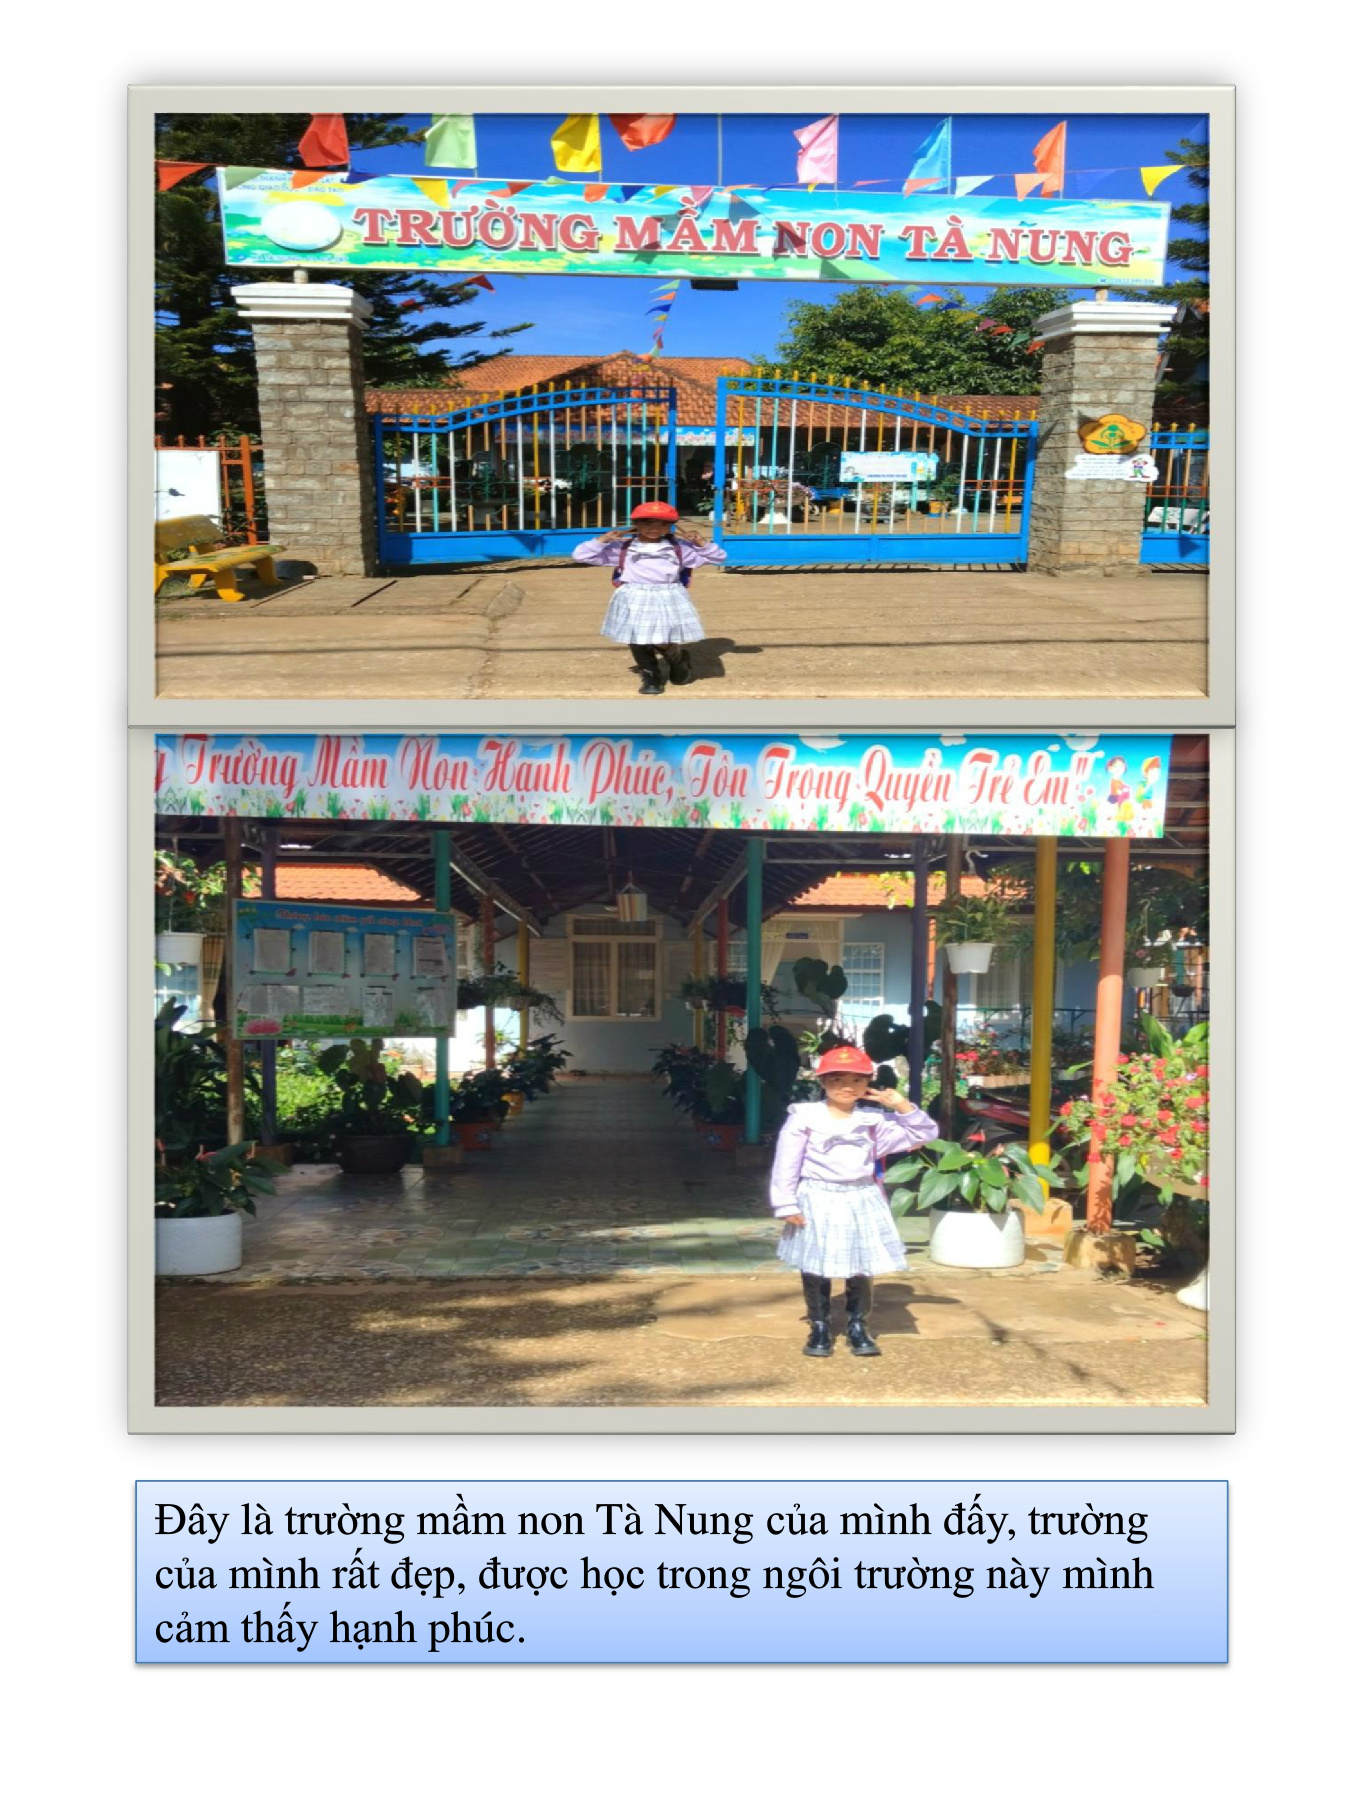 TRƯỜNG MẦM NON TÀ NUNG
Trường Mầm Non Hạnh Phúc, Tôn Trọng Quyền Trẻ Em"
Đây là trường mầm non Tà Nung của mình đấy, trường
của mình rất đẹp, được học trong ngôi trường này mình
cảm thấy hạnh phúc.